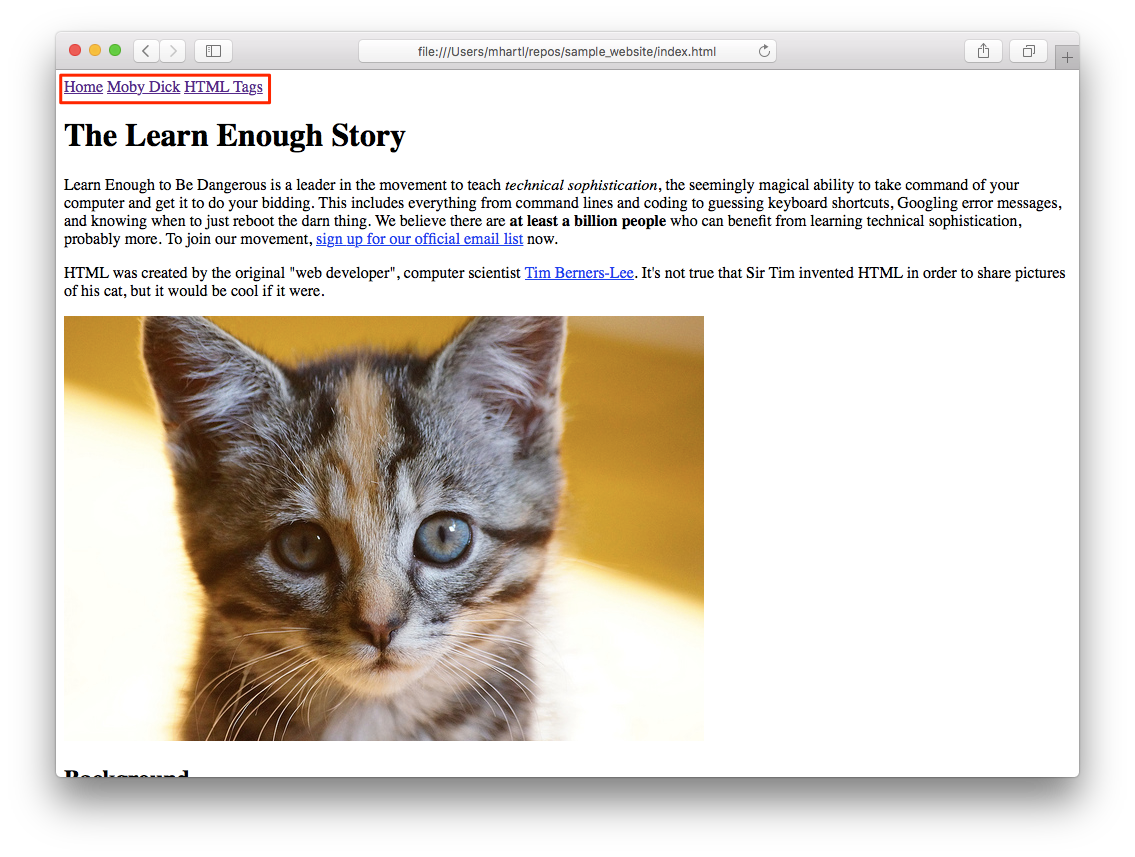 file:///Users/mhartl/repos/sample_website/index.html
Home Moby Dick HTML Tags
The Learn Enough Story
Learn Enough to Be Dangerous is a leader in the movement to teach technical sophistication, the seemingly magical ability to take command of your
computer and get it to do your bidding. This includes everything from command lines and coding to guessing keyboard shortcuts, Googling error messages,
and knowing when to just reboot the darn thing. We believe there are at least a billion people who can benefit from learning technical sophistication,
probably more. To join our movement, sign up for our official email list now.
HTML was created by the original "web developer", computer scientist Tim Berners-Lee. It's not true that Sir Tim invented HTML in order to share pictures
of his cat, but it would be cool if it were.
Background